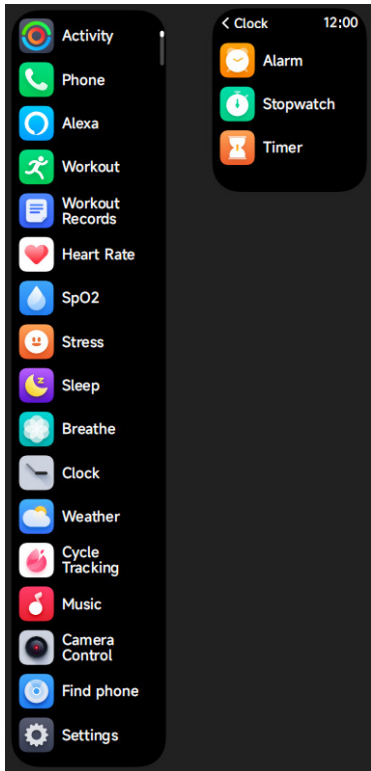 Activity
Phone
Alexa
Workout
Workout
Records
Heart Rate
SpO2
Stress
Sleep
Breathe
Clock
Weather
Cycle
Tracking
Music
Camera
Control
Find phone
Settings
< Clock 12:00
Alarm
Stopwatch
Timer